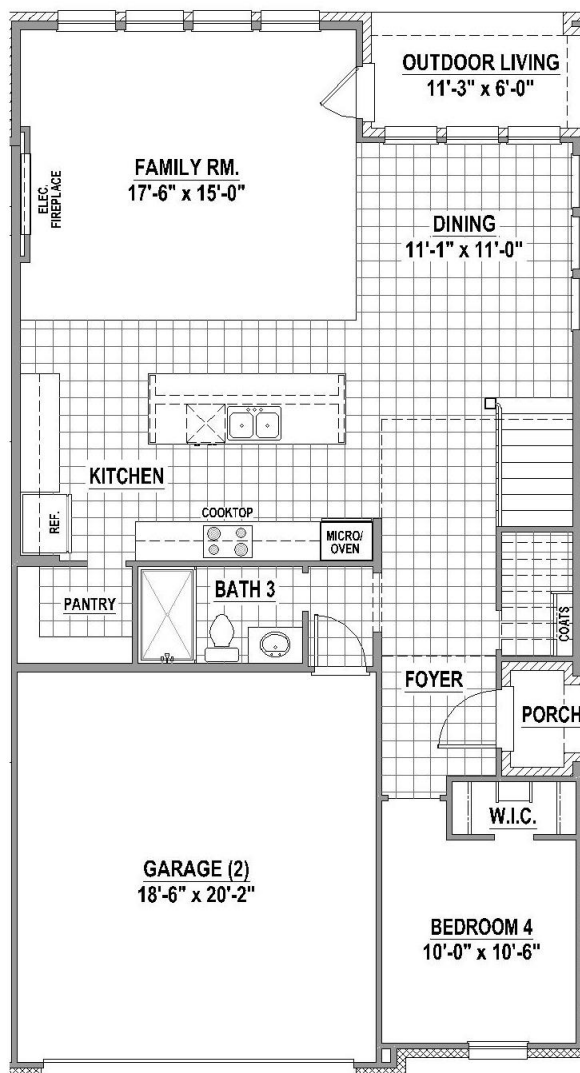 OUTDOOR LIVING
11'-3" x 6'-0"
FAMILY RM.
17'-6" x 15'-0"
ELEC.
FIREPLACE
DINING
11'-1" x 11'-0"
KITCHEN
REF.
COOKTOP
MICRO/
OVEN
PANTRY
BATH 3
COATS
FOYER
PORCH
W.I.C.
GARAGE (2)
18'-6" x 20'-2"
BEDROOM 4
10'-0" x 10'-6"